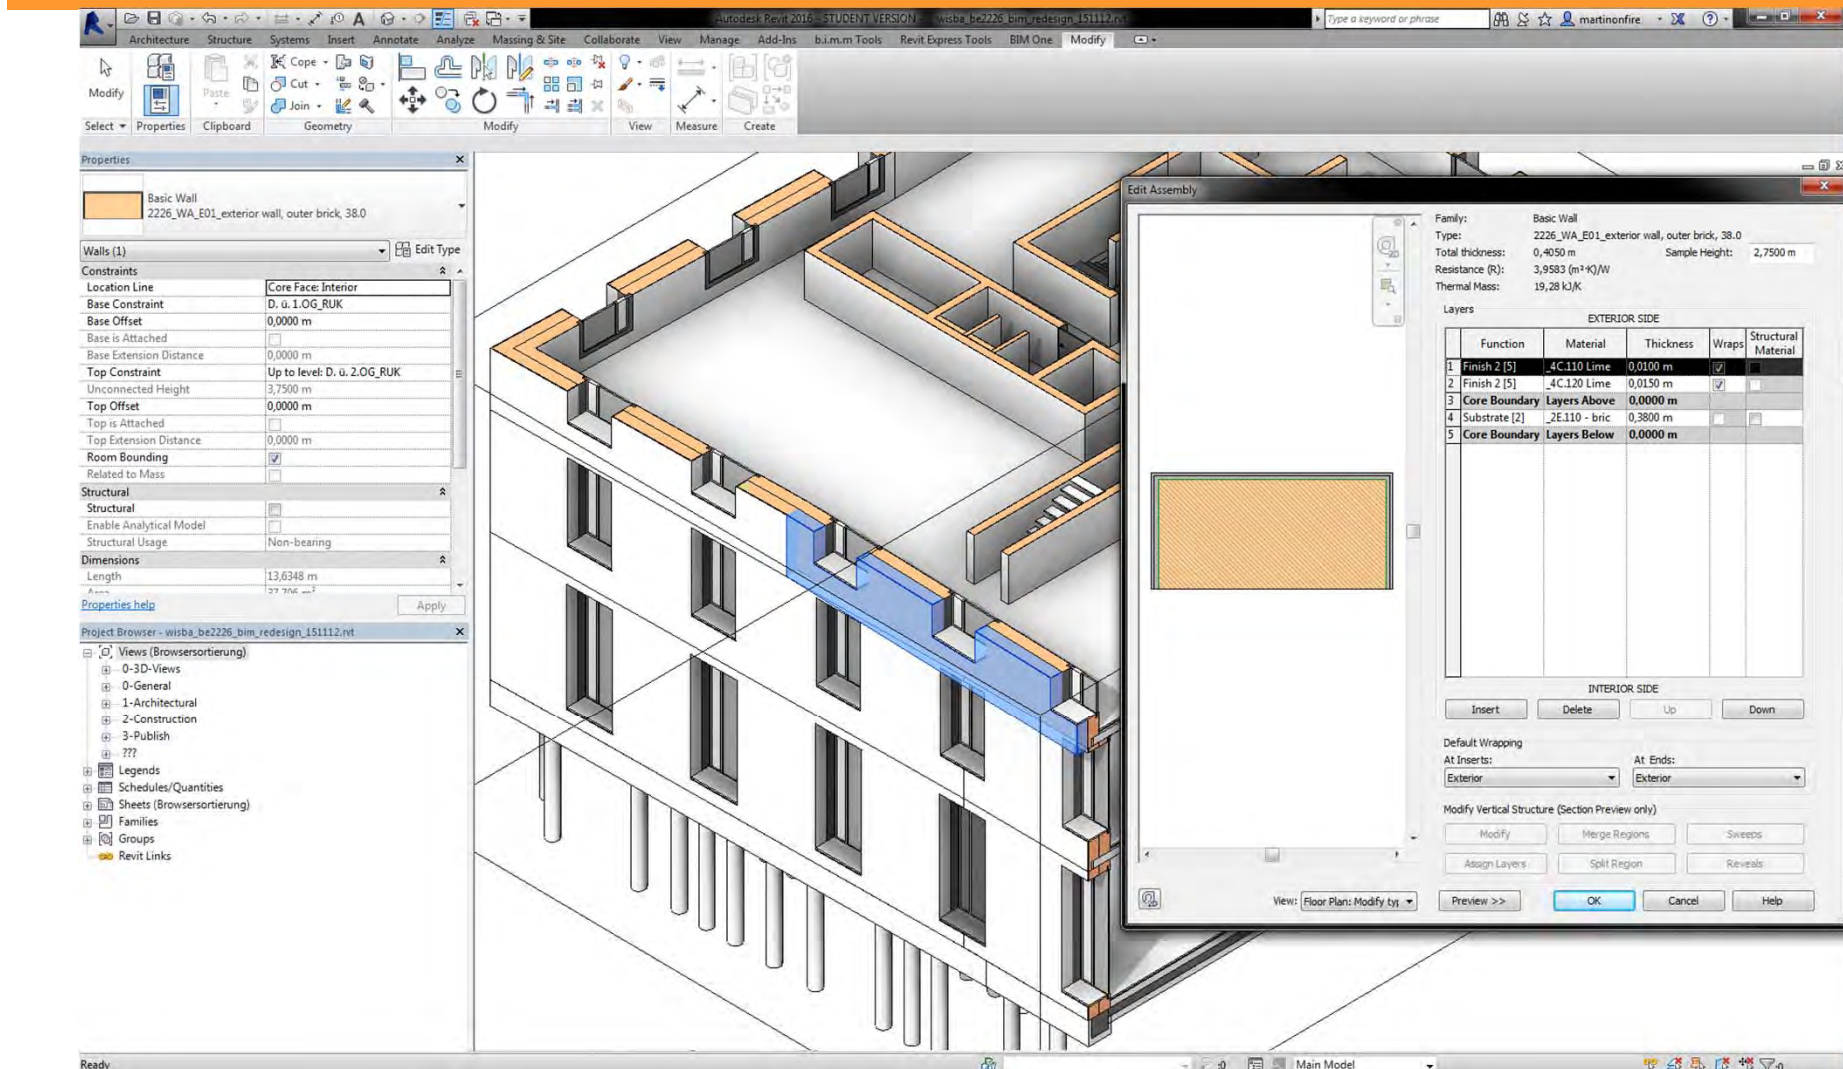 Autodesk Revit 2016 - STUDENT VERSION - wisba_be2226_bim_redesign_151112.rvt
Type a keyword or phrase
martinonfire
Architecture Structure Systems Insert Annotate Analyze Massing & Site Collaborate View Manage Add-Ins b.i.m.m Tools Revit Express Tools BIM One Modify
Cope
Modify
Paste
Cut
Join
Select Properties Clipboard Geometry Modify View Measure Create
Properties
Basic Wall
2226_WA_E01_exterior wall, outer brick, 38.0
Walls (1) Edit Type
Constraints
Location Line Core Face: Interior
Base Constraint D. ü. 1.OG_RUK
Base Offset 0,0000 m
Base is Attached
Base Extension Distance 0,0000 m
Top Constraint Up to level: D. ü. 2.OG_RUK
Unconnected Height 3,7500 m
Top Offset 0,0000 m
Top is Attached
Top Extension Distance 0,0000 m
Room Bounding
Related to Mass
Structural
Structural
Enable Analytical Model
Structural Usage Non-bearing
Dimensions
Length 13,6348 m
Area 37,706 m²
Properties help Apply
Project Browser - wisba_be2226_bim_redesign_151112.rvt
Views (Browsersortierung)
0-3D-Views
0-General
1-Architectural
2-Construction
3-Publish
???
Legends
Schedules/Quantities
Sheets (Browsersortierung)
Families
Groups
Revit Links
Edit Assembly
Family: Basic Wall
Type: 2226_WA_E01_exterior wall, outer brick, 38.0
Total thickness: 0,4050 m Sample Height: 2,7500 m
Resistance (R): 3,9583 (m²·K)/W
Thermal Mass: 19,28 kJ/K
Layers
EXTERIOR SIDE
Function Material Thickness Wraps Structural Material
1 Finish 2 [5] _4C.110 Lime 0,0100 m
2 Finish 2 [5] _4C.120 Lime 0,0150 m
3 Core Boundary Layers Above 0,0000 m
4 Substrate [2] _2E.110 - bric 0,3800 m
5 Core Boundary Layers Below 0,0000 m
INTERIOR SIDE
Insert Delete Up Down
Default Wrapping
At Inserts: At Ends:
Exterior Exterior
Modify Vertical Structure (Section Preview only)
Modify Merge Regions Sweeps
Assign Layers Split Region Reveals
View: Floor Plan: Modify typ Preview >> OK Cancel Help
Ready :0 Main Model :0